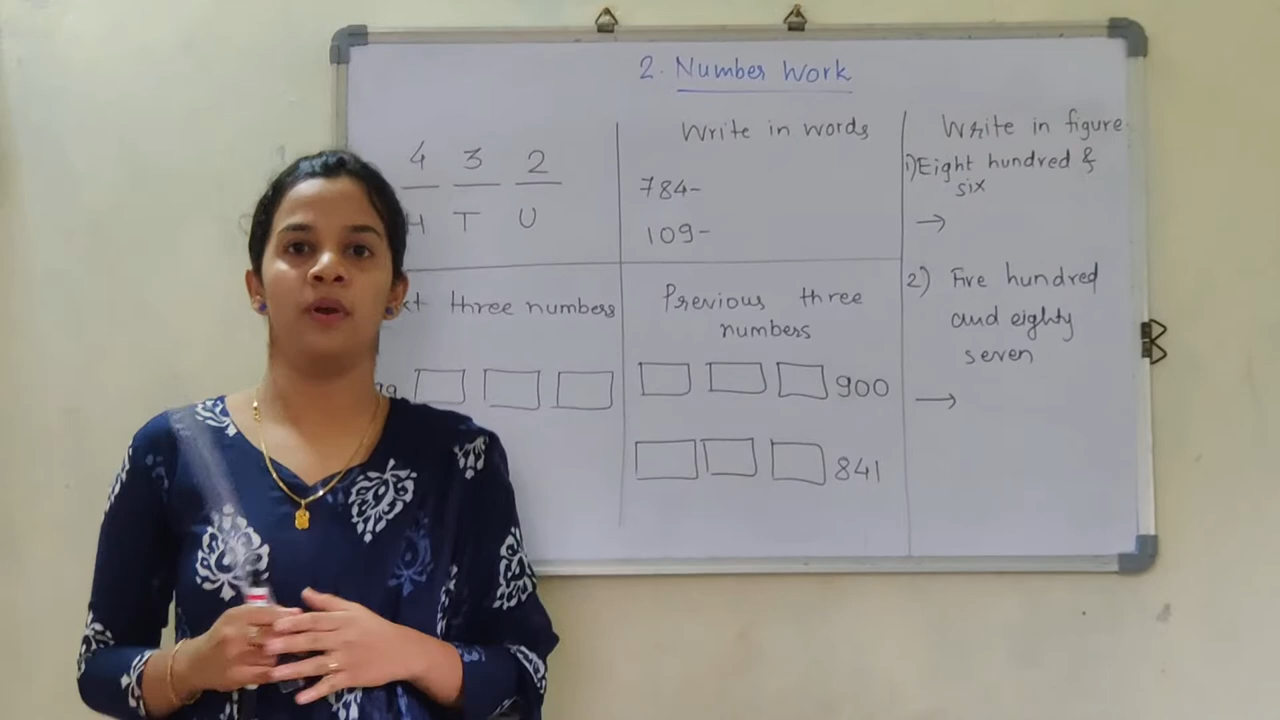 2. Number Work
4 3 2
H T U
Write in words
784-
109-
Write in figure
1) Eight hundred &
six
→
2) Five hundred
and eighty
seven
→
three numbers
Previous three
numbers
900
841